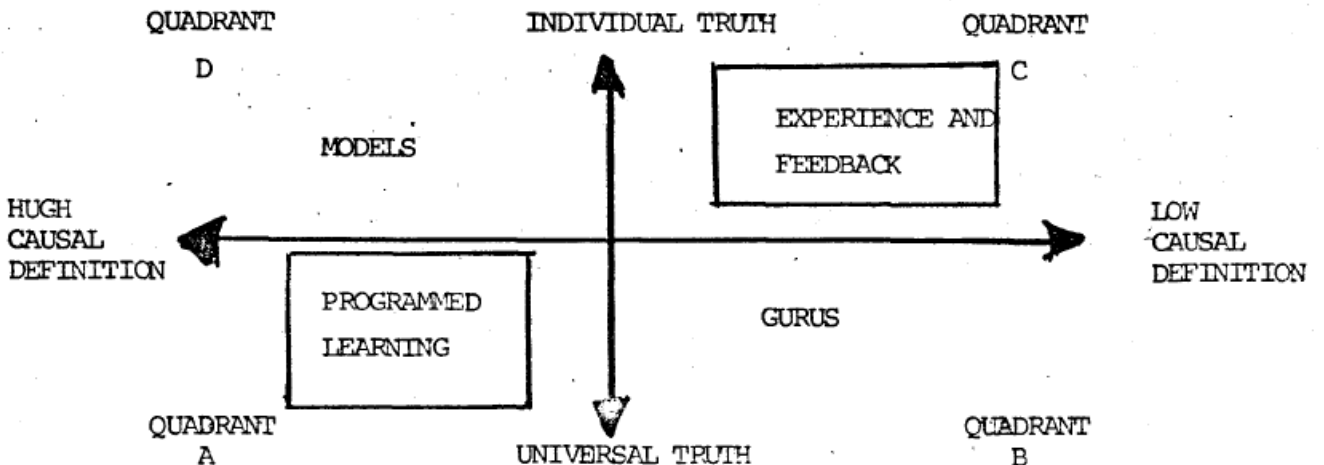 QUADRANT INDIVIDUAL TRUTH QUADRANT
D C
EXPERIENCE AND
MODELS
FEEDBACK
HUGH LOW
CAUSAL CAUSAL
DEFINITION DEFINITION
PROGRAMMED
GURUS
LEARNING
QUADRANT QUADRANT
A UNIVERSAL TRUTH B